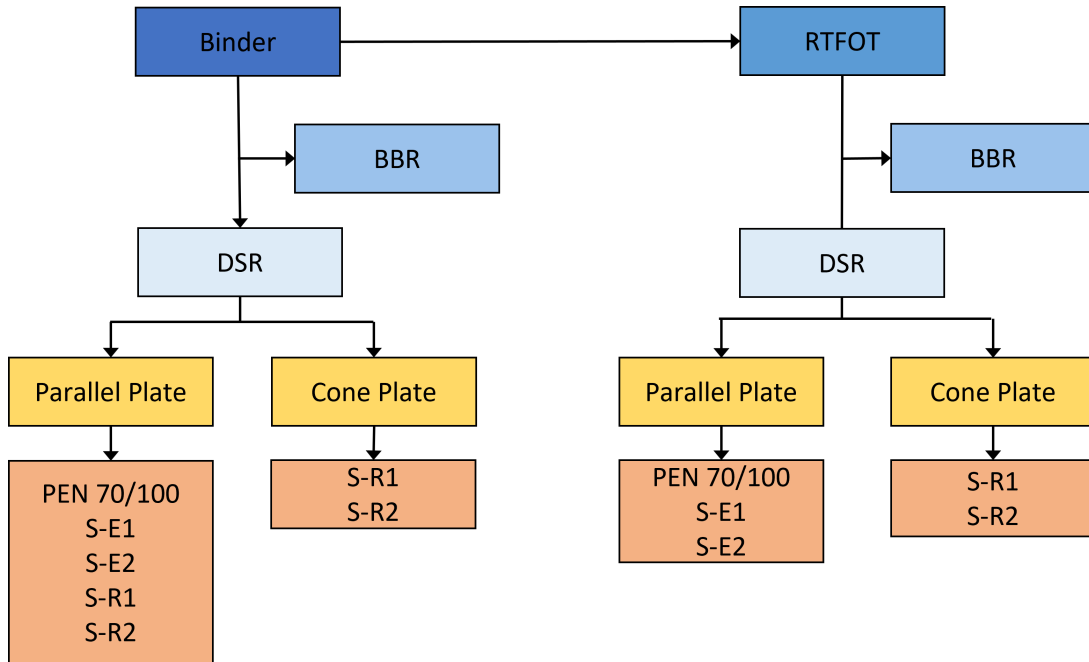 Binder
RTFOT
BBR
BBR
DSR
DSR
Parallel Plate
Cone Plate
Parallel Plate
Cone Plate
PEN 70/100
S-E1
S-E2
S-R1
S-R2
S-R1
S-R2
PEN 70/100
S-E1
S-E2
S-R1
S-R2